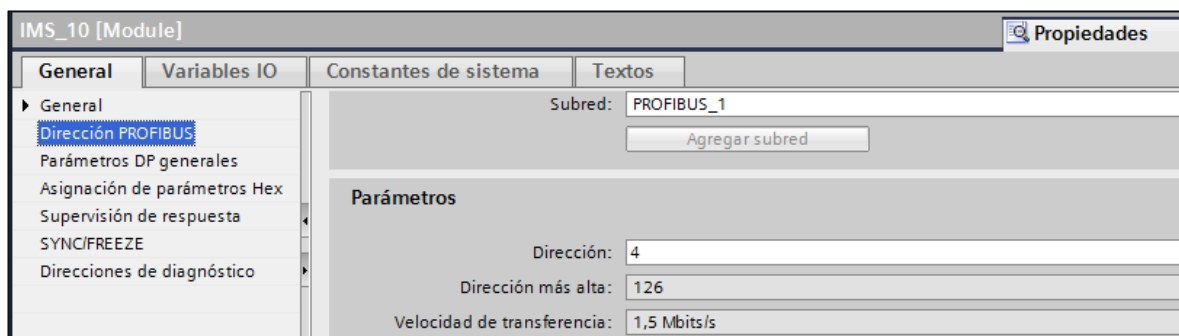 IMS_10 [Module]
Propiedades
General Variables IO Constantes de sistema Textos
General
Dirección PROFIBUS
Parámetros DP generales
Asignación de parámetros Hex
Supervisión de respuesta
SYNC/FREEZE
Direcciones de diagnóstico
Subred: PROFIBUS_1
Agregar subred
Parámetros
Dirección: 4
Dirección más alta: 126
Velocidad de transferencia: 1,5 Mbits/s